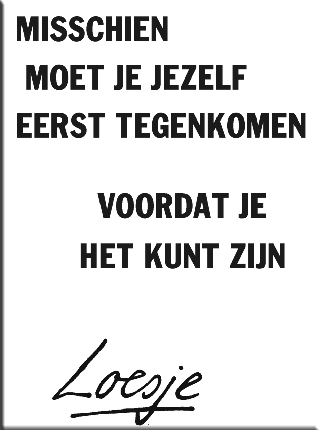 MISSCHIEN
MOET JE JEZELF
EERST TEGENKOMEN
VOORDAT JE
HET KUNT ZIJN
Loesje